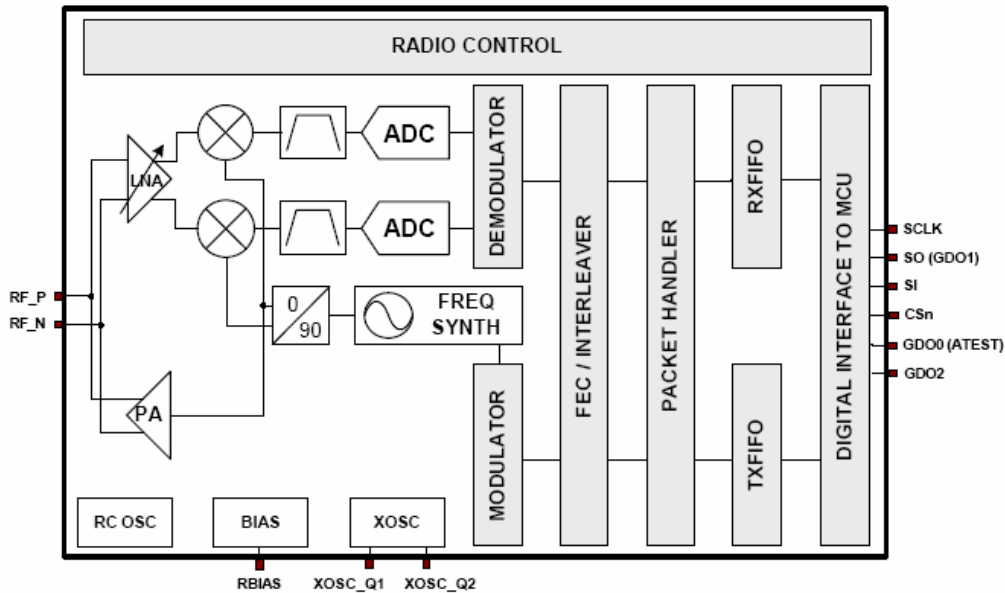 RADIO CONTROL
LNA
ADC
ADC
DEMODULATOR
FEC / INTERLEAVER
PACKET HANDLER
RXFIFO
DIGITAL INTERFACE TO MCU
SCLK
SO (GDO1)
SI
CSn
GDO0 (ATEST)
GDO2
RF_P
RF_N
0
90
FREQ
SYNTH
PA
MODULATOR
TXFIFO
RC OSC
BIAS
XOSC
RBIAS
XOSC_Q1
XOSC_Q2